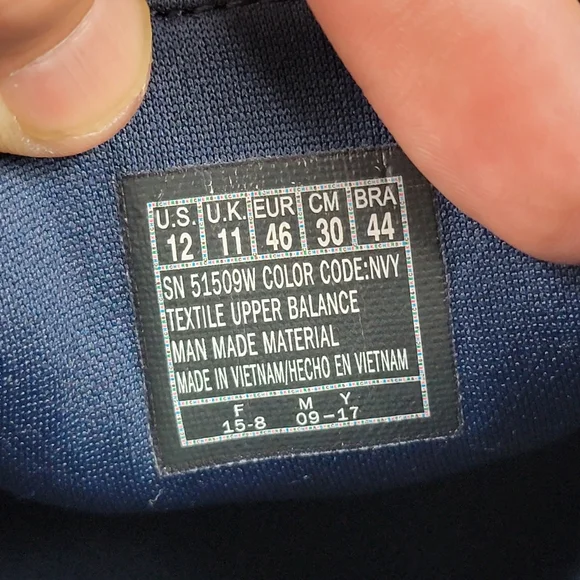 U.S. U.K. EUR CM BRA
12 11 46 30 44
SN 51509W COLOR CODE:NVY
TEXTILE UPPER BALANCE
MAN MADE MATERIAL
MADE IN VIETNAM/HECHO EN VIETNAM
F M Y
15-8 09-17